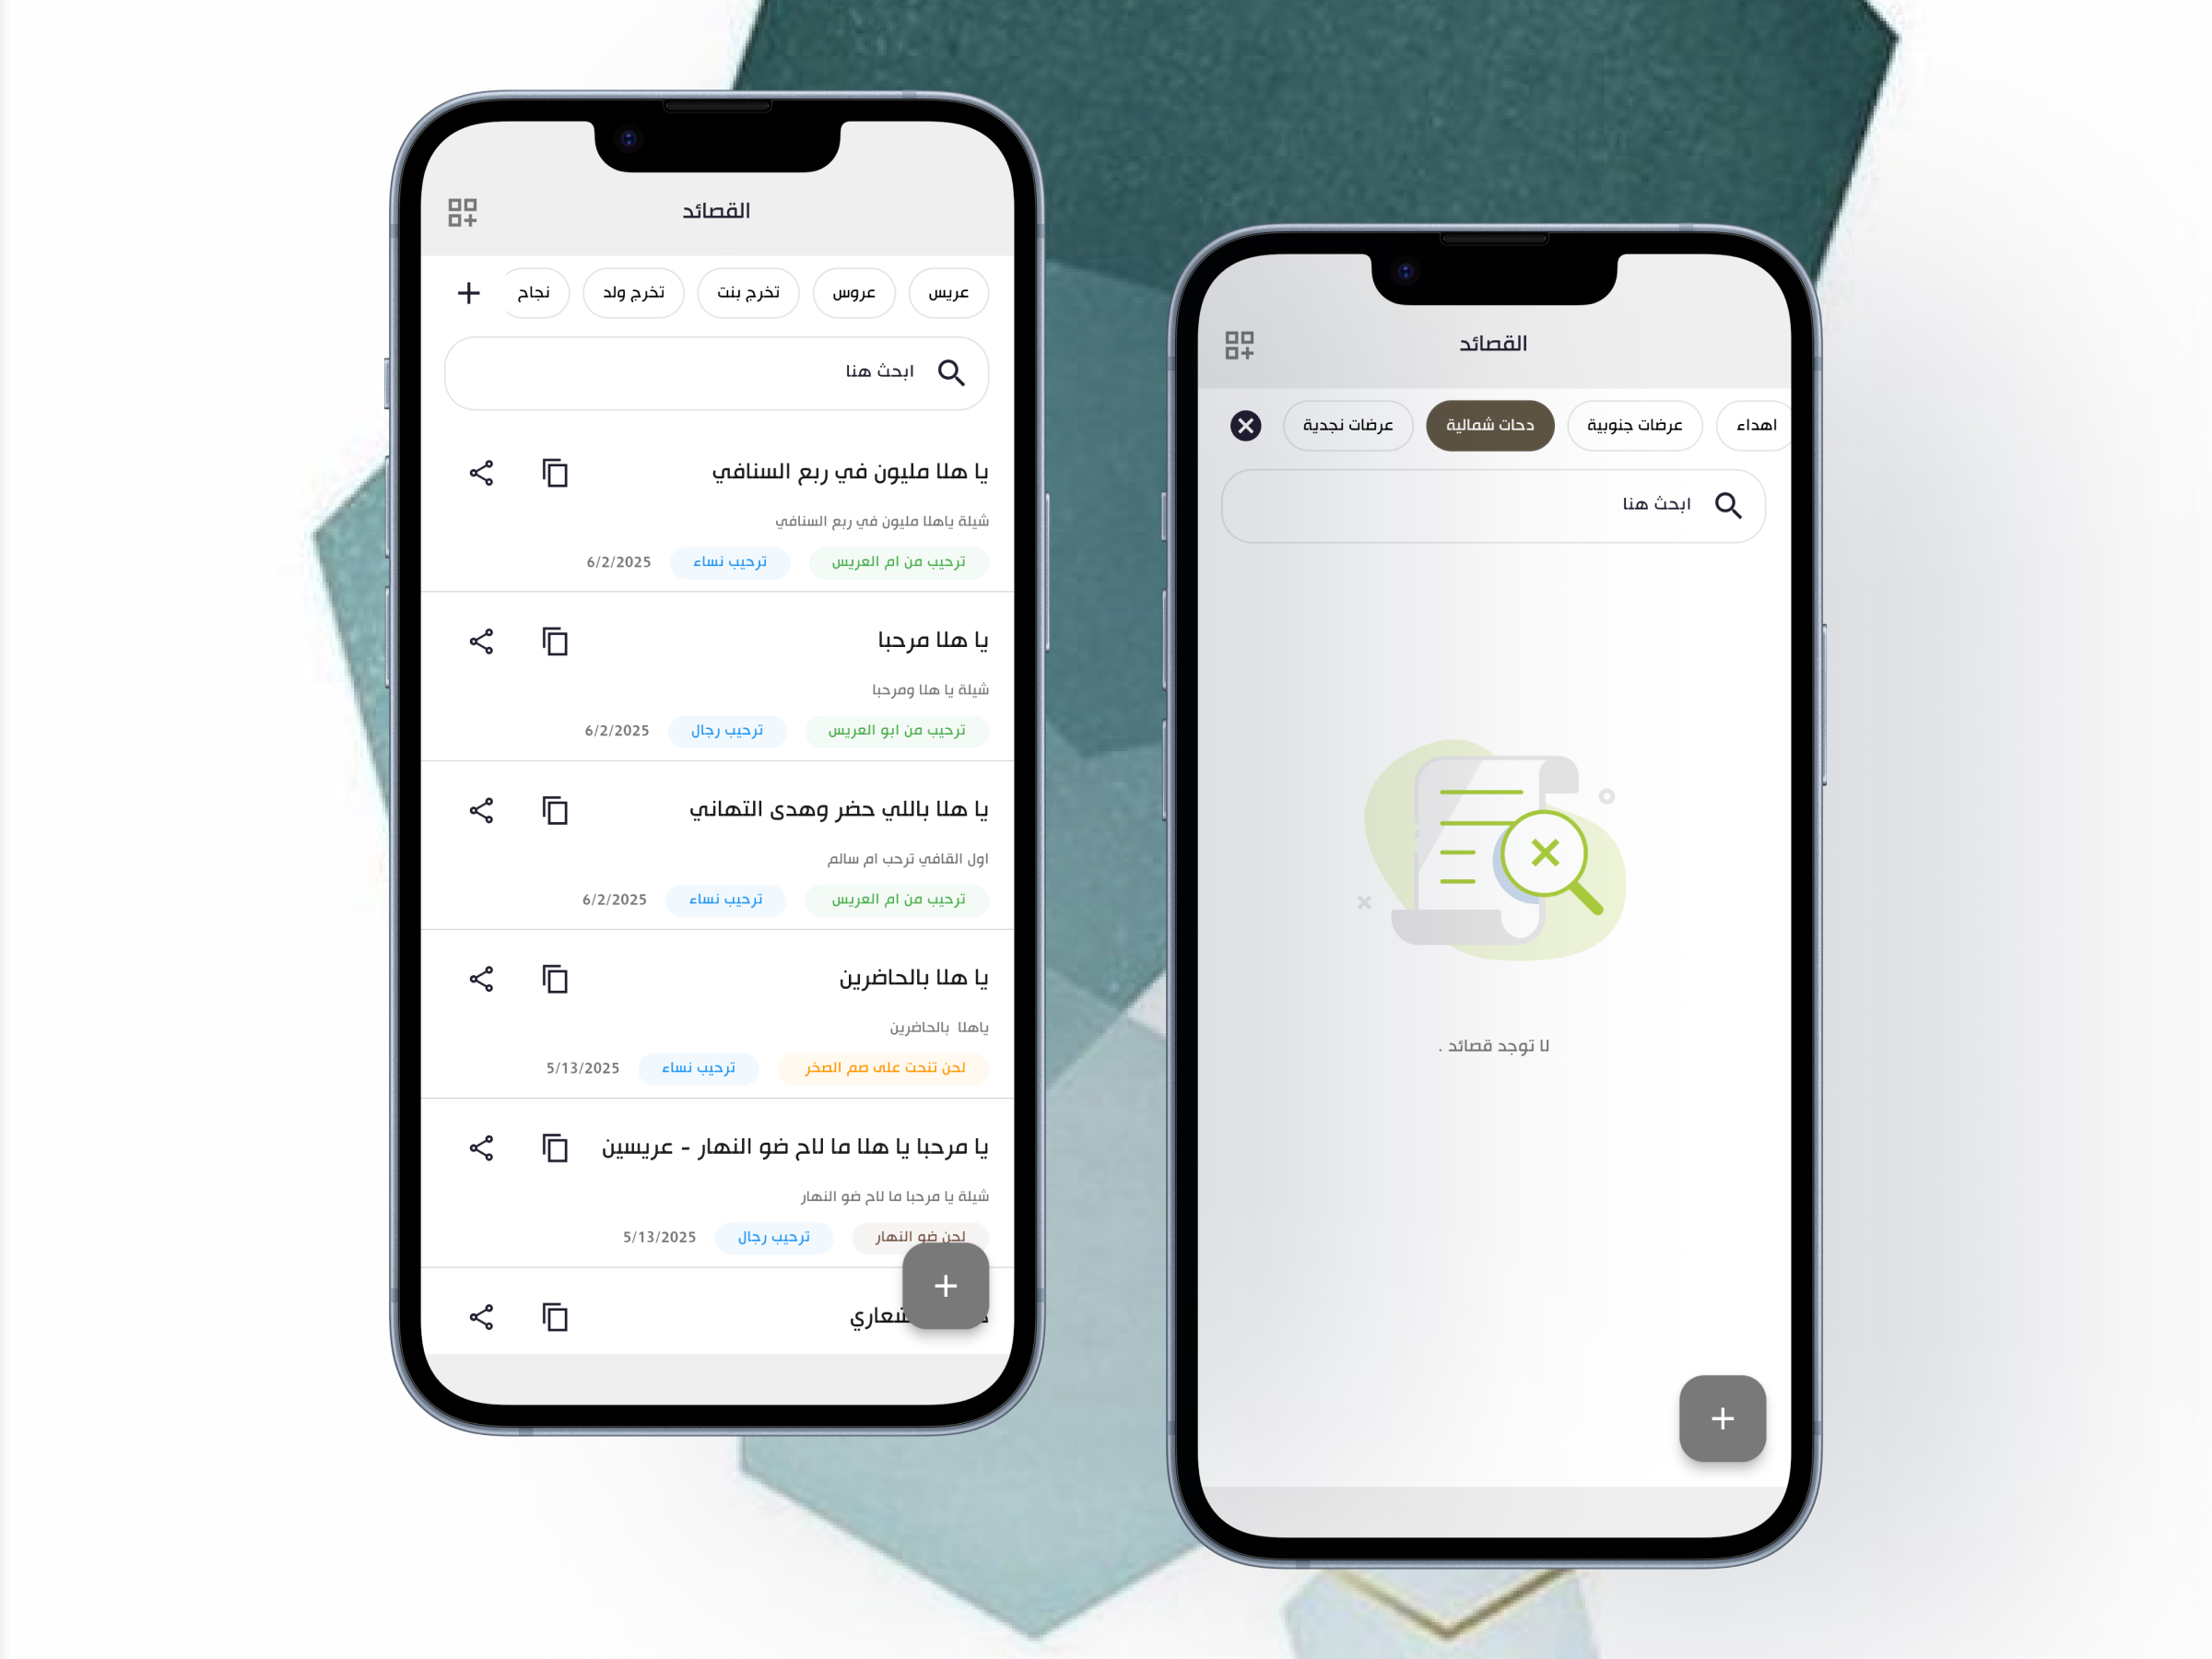 القصائد
عريس عروس تخرج بنت تخرج ولد نجاح
ابحث هنا
يا هلا مليون في ربع السنافي
شيلة ياهلا مليون في ربع السنافي
ترحيب من ام العريس ترحيب نساء 6/2/2025
يا هلا مرحبا
شيلة يا هلا ومرحبا
ترحيب من ابو العريس ترحيب رجال 6/2/2025
يا هلا باللي حضر وهدى التهاني
اول القافي ترحب ام سالم
ترحيب من ام العريس ترحيب نساء 6/2/2025
يا هلا بالحاضرين
ياهلا بالحاضرين
لحن تنحت على صم الصخر ترحيب نساء 5/13/2025
يا مرحبا يا هلا ما لاح ضو النهار - عريسين
شيلة يا مرحبا ما لاح ضو النهار
لحن ضو النهار ترحيب رجال 5/13/2025
القصائد
اهداء عرضات جنوبية دحات شمالية عرضات نجدية
ابحث هنا
لا توجد قصائد .